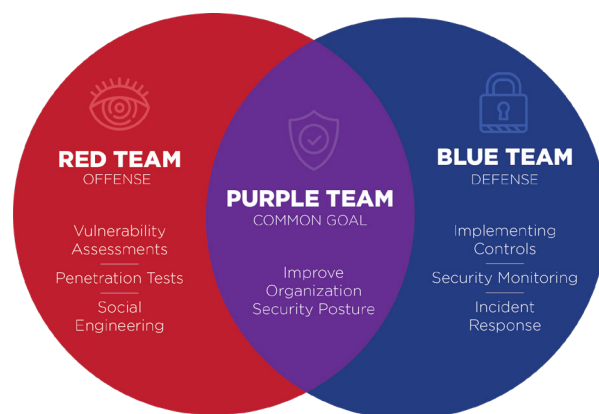 RED TEAM
OFFENSE
Vulnerability
Assessments
Penetration Tests
Social
Engineering
PURPLE TEAM
COMMON GOAL
Improve
Organization
Security Posture
BLUE TEAM
DEFENSE
Implementing
Controls
Security Monitoring
Incident
Response